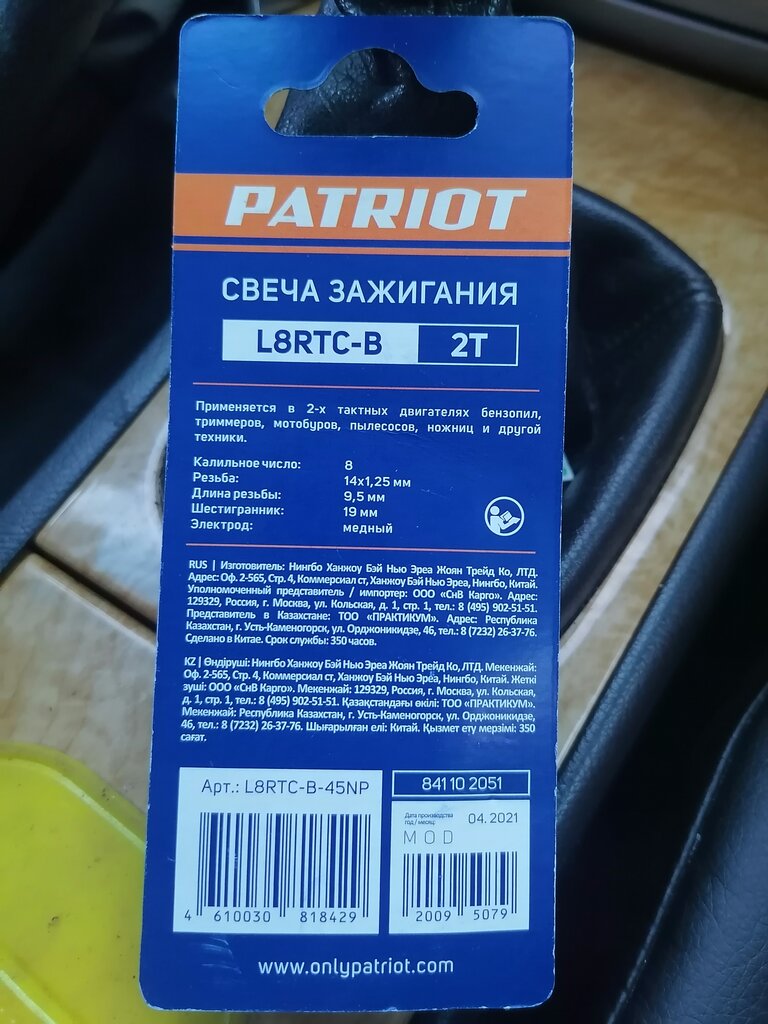 PATRIOT
СВЕЧА ЗАЖИГАНИЯ
L8RTC-B 2T
Применяется в 2-х тактных двигателях бензопил,
триммеров, мотобуров, пылесосов, ножниц и другой
техники.
Калильное число: 8
Резьба: 14x1,25 мм
Длина резьбы: 9,5 мм
Шестигранник: 19 мм
Электрод: медный
RUS | Изготовитель: Нингбо Ханжоу Бэй Нью Эреа Жоян Трейд Ко, ЛТД.
Адрес: Оф. 2-565, Стр. 4, Коммерсиал ст, Ханжоу Бэй Нью Эреа, Нингбо, Китай.
Уполномоченный представитель / импортер: ООО «СнВ Карго». Адрес:
129329, Россия, г. Москва, ул. Кольская, д. 1, стр. 1, тел.: 8 (495) 902-51-51.
Представитель в Казахстане: ТОО «ПРАКТИКУМ». Адрес: Республика
Казахстан, г. Усть-Каменогорск, ул. Орджоникидзе, 46, тел.: 8 (7232) 26-37-76.
Сделано в Китае. Срок службы: 350 часов.
KZ | Өндіруші: Нингбо Ханжоу Бэй Нью Эреа Жоян Трейд Ко, ЛТД. Мекенжай:
Оф. 2-565, Стр. 4, Коммерсиал ст, Ханжоу Бэй Нью Эреа, Нингбо, Китай. Жеткі
зуші: ООО «СнВ Карго». Мекенжай: 129329, Россия, г. Москва, ул. Кольская,
д. 1, стр. 1, тел.: 8 (495) 902-51-51. Қазақстандағы өкілі: ТОО «ПРАКТИКУМ».
Мекенжай: Республика Казахстан, г. Усть-Каменогорск, ул. Орджоникидзе,
46, тел.: 8 (7232) 26-37-76. Шығарылған елі: Китай. Қызмет ету мерзімі: 350
сағат.
Арт.: L8RTC-B-45NP
4 610030 818429
841 10 2051
Дата производства
год / месяц: 04. 2021
MOD
2009 5079
www.onlypatriot.com